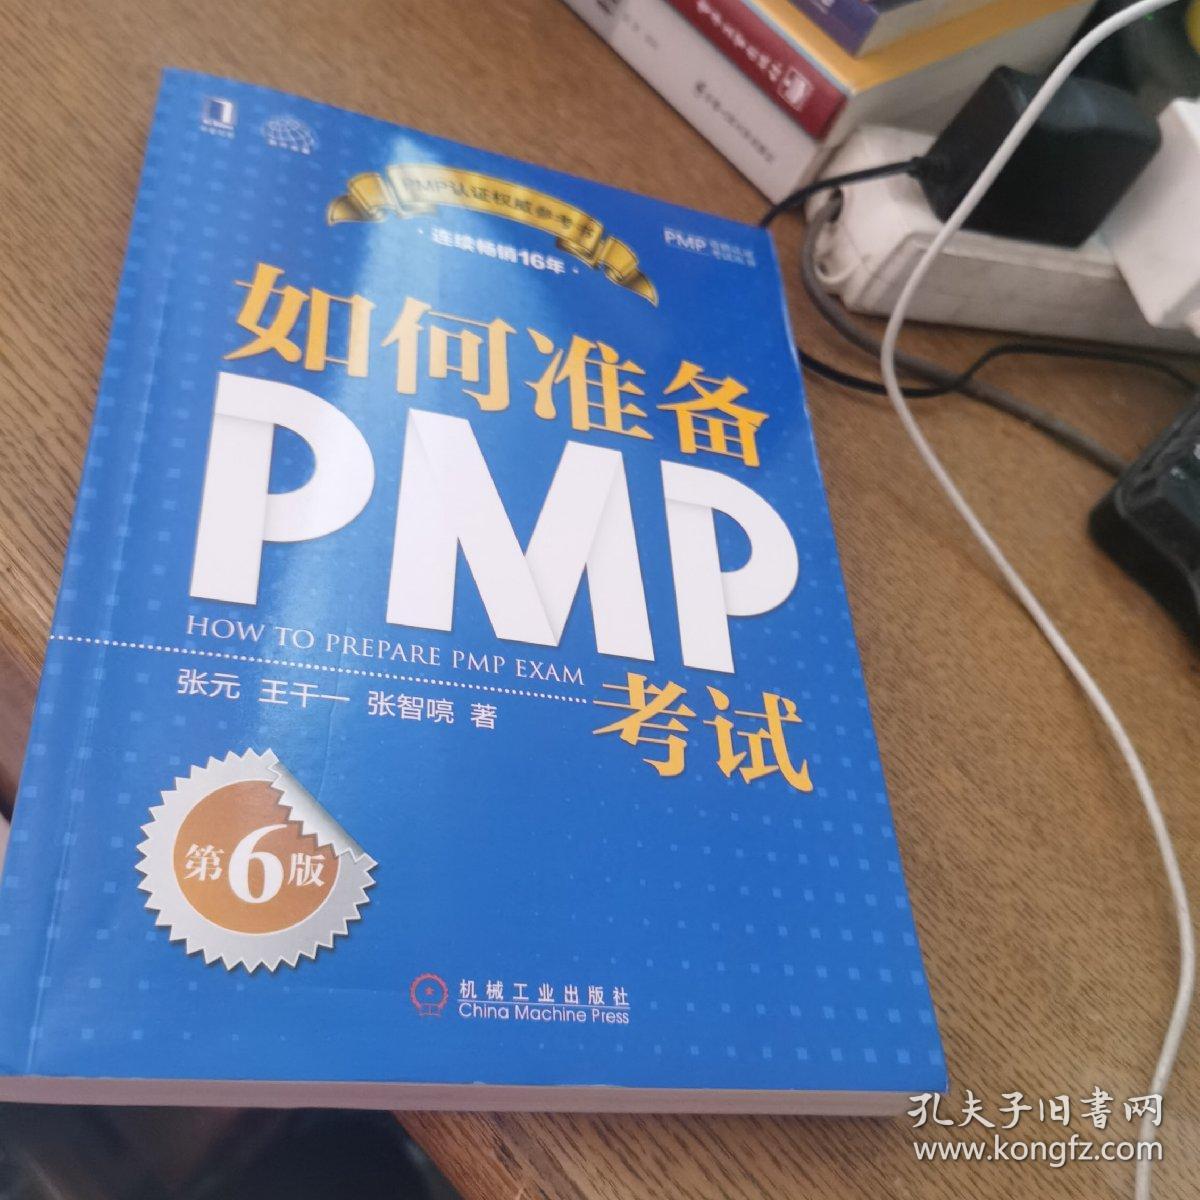 PMP认证权威参考书
·连续畅销16年·
PMP
如何准备
PMP
HOW TO PREPARE PMP EXAM
考试
张元 王干一 张智喨 著
第6版
机械工业出版社
China Machine Press
孔夫子旧書网
www.kongfz.com